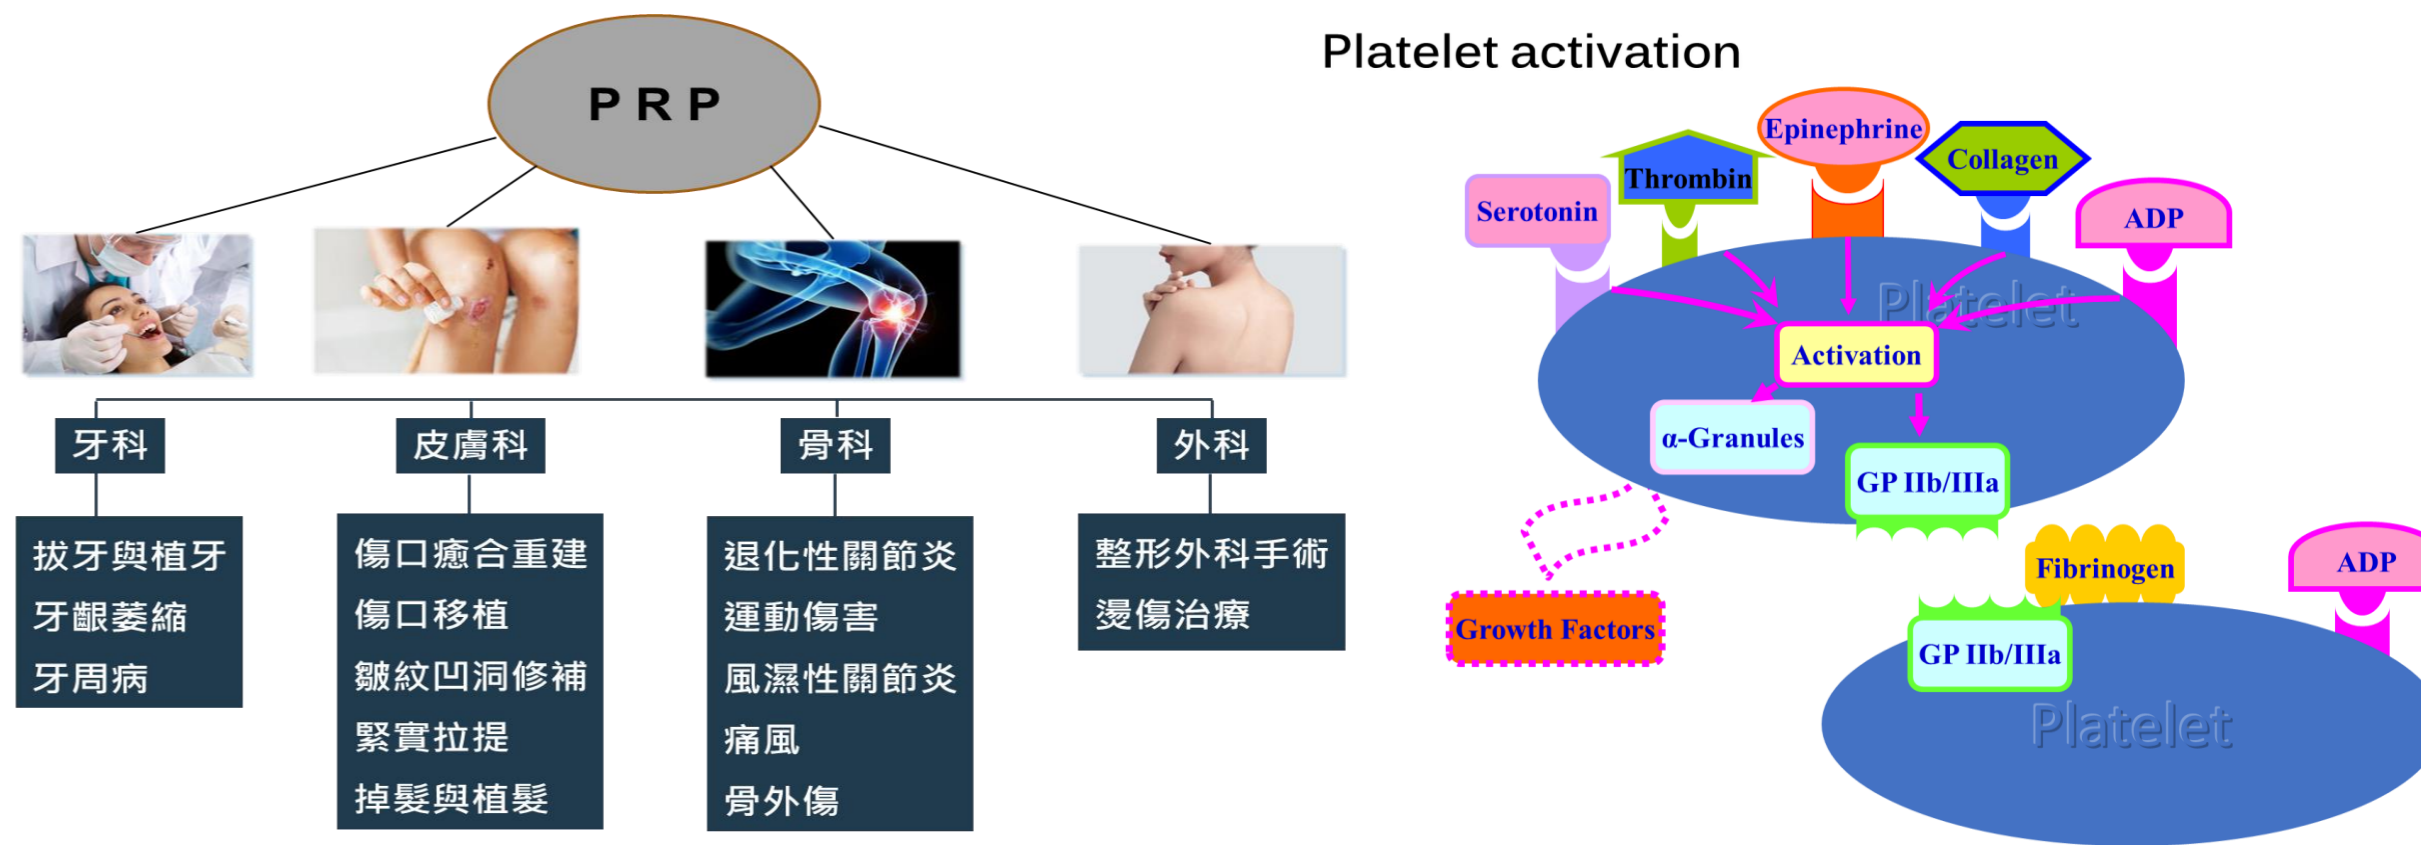 P R P
牙科
拔牙與植牙
牙齦萎縮
牙周病
皮膚科
傷口癒合重建
傷口移植
皺紋凹洞修補
緊實拉提
掉髮與植髮
骨科
退化性關節炎
運動傷害
風濕性關節炎
痛風
骨外傷
外科
整形外科手術
燙傷治療
Platelet activation
Serotonin
Thrombin
Epinephrine
Collagen
ADP
Platelet
Activation
α-Granules
GP IIb/IIIa
Growth Factors
Fibrinogen
ADP
GP IIb/IIIa
Platelet